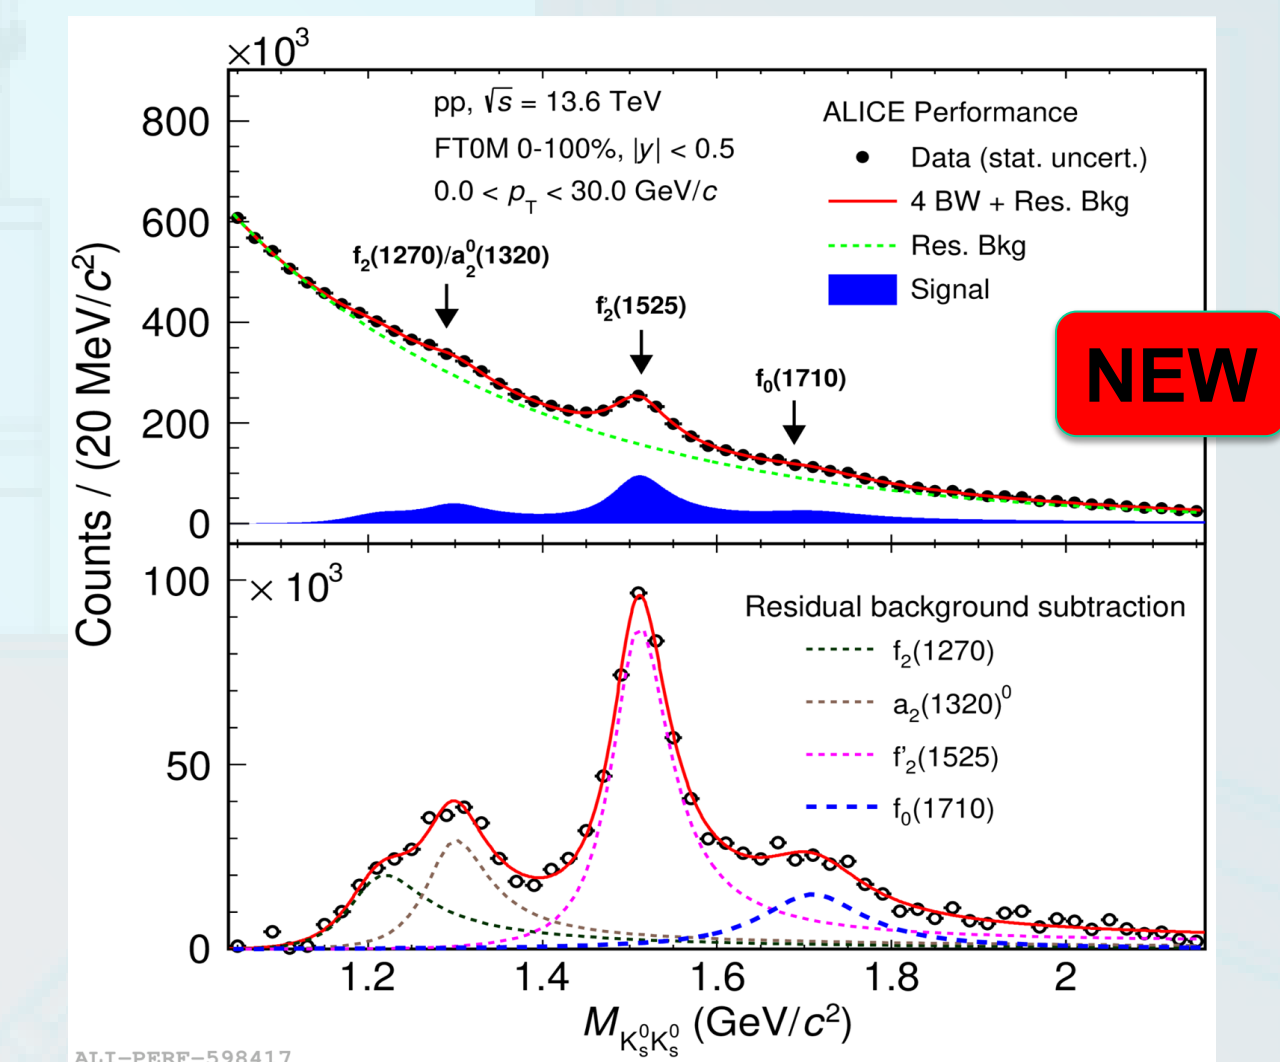 ×10³
800
600
400
200
0
Counts / (20 MeV/c²)
pp, √s = 13.6 TeV
FT0M 0-100%, |y| < 0.5
0.0 < p_T < 30.0 GeV/c
ALICE Performance
Data (stat. uncert.)
4 BW + Res. Bkg
Res. Bkg
Signal
f₂(1270)/a₂⁰(1320)
f'₂(1525)
f₀(1710)
NEW
100
× 10³
50
0
Residual background subtraction
f₂(1270)
a₂(1320)⁰
f'₂(1525)
f₀(1710)
1.2
1.4
1.6
1.8
2
M_K⁰ₛK⁰ₛ (GeV/c²)
ALI-PERF-598417